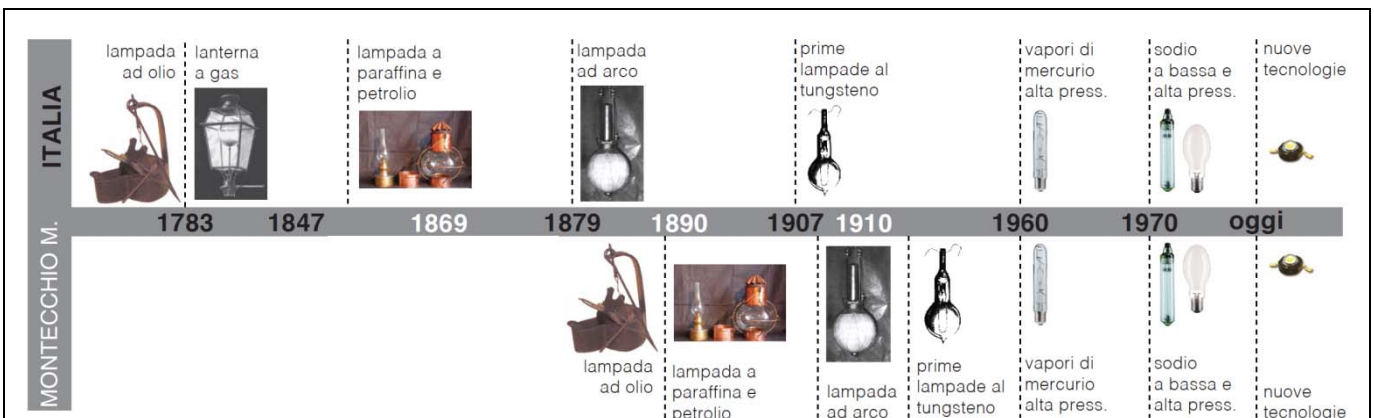 lampada
ad olio
lanterna
a gas
lampada a
paraffina e
petrolio
lampada
ad arco
prime
lampade al
tungsteno
vapori di
mercurio
alta press.
sodio
a bassa e
alta press.
nuove
tecnologie
ITALIA
1783 1847 1869 1879 1890 1907 1910 1960 1970 oggi
MONTECCHIO M.
lampada
ad olio
lampada a
paraffina e
petrolio
lampada
ad arco
prime
lampade al
tungsteno
vapori di
mercurio
alta press.
sodio
a bassa e
alta press.
nuove
tecnologie